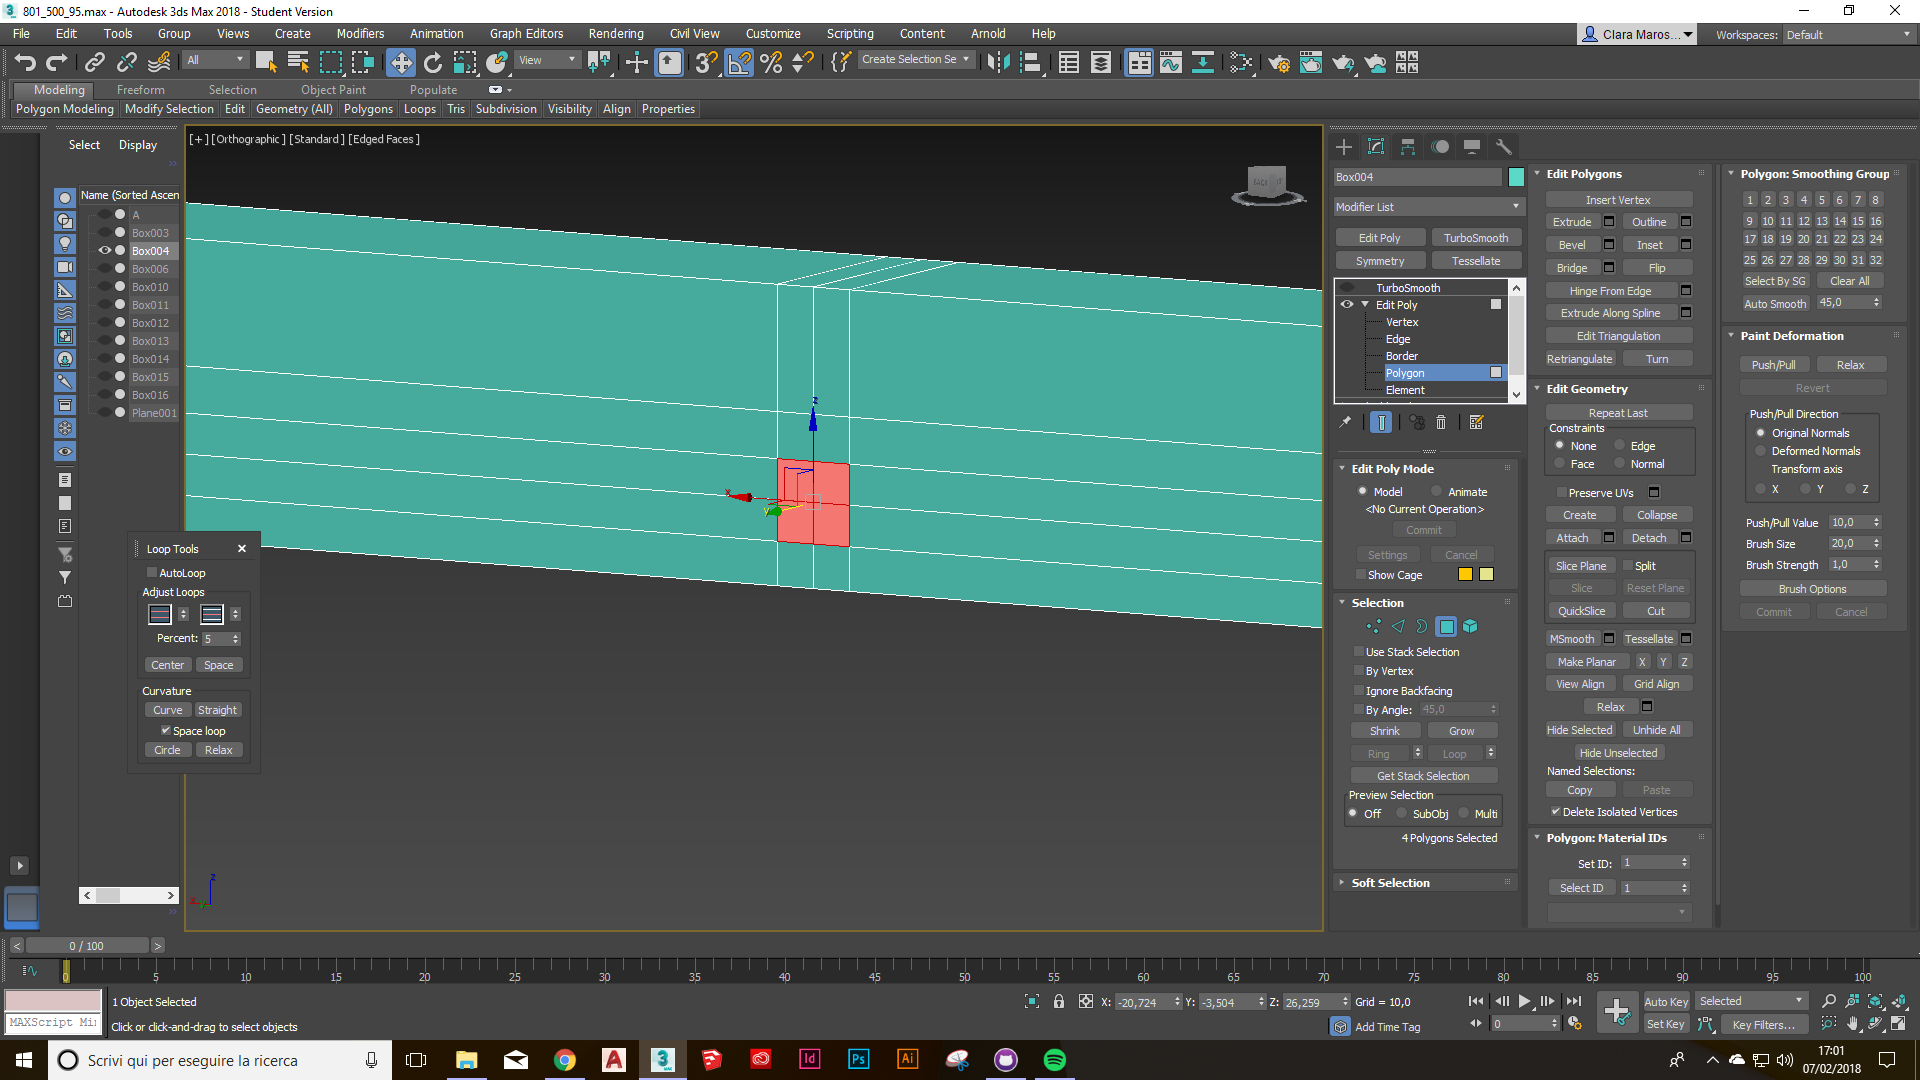 801_500_95.max - Autodesk 3ds Max 2018 - Student Version
File Edit Tools Group Views Create Modifiers Animation Graph Editors Rendering Civil View Customize Scripting Content Arnold Help
Clara Maros...
Workspaces: Default
All
View
Create Selection Se
Modeling Freeform Selection Object Paint Populate
Polygon Modeling Modify Selection Edit Geometry (All) Polygons Loops Tris Subdivision Visibility Align Properties
Select Display
Name (Sorted Ascen
A
Box003
Box004
Box006
Box010
Box011
Box012
Box013
Box014
Box015
Box016
Plane001
[+] [Orthographic] [Standard] [Edged Faces]
z
x
y
Loop Tools
AutoLoop
Adjust Loops
Percent: 5
Center Space
Curvature
Curve Straight
Space loop
Circle Relax
z
Box004
Modifier List
Edit Poly TurboSmooth
Symmetry Tessellate
TurboSmooth
Edit Poly
Vertex
Edge
Border
Polygon
Element
Edit Poly Mode
Model Animate
<No Current Operation>
Commit
Settings Cancel
Show Cage
Selection
Use Stack Selection
By Vertex
Ignore Backfacing
By Angle: 45,0
Shrink Grow
Ring Loop
Get Stack Selection
Preview Selection
Off SubObj Multi
4 Polygons Selected
Soft Selection
Edit Polygons
Insert Vertex
Extrude Outline
Bevel Inset
Bridge Flip
Hinge From Edge
Extrude Along Spline
Edit Triangulation
Retriangulate Turn
Edit Geometry
Repeat Last
Constraints
None Edge
Face Normal
Preserve UVs
Create Collapse
Attach Detach
Slice Plane Split
Slice Reset Plane
QuickSlice Cut
MSmooth Tessellate
Make Planar X Y Z
View Align Grid Align
Relax
Hide Selected Unhide All
Hide Unselected
Named Selections:
Copy Paste
Delete Isolated Vertices
Polygon: Material IDs
Set ID: 1
Select ID 1
Polygon: Smoothing Group
1 2 3 4 5 6 7 8
9 10 11 12 13 14 15 16
17 18 19 20 21 22 23 24
25 26 27 28 29 30 31 32
Select By SG Clear All
Auto Smooth 45,0
Paint Deformation
Push/Pull Relax
Revert
Push/Pull Direction
Original Normals
Deformed Normals
Transform axis
X Y Z
Push/Pull Value 10,0
Brush Size 20,0
Brush Strength 1,0
Brush Options
Commit Cancel
< 0 / 100 >
0 5 10 15 20 25 30 35 40 45 50 55 60 65 70 75 80 85 90 95 100
1 Object Selected
X: -20,724 Y: -3,504 Z: 26,259 Grid = 10,0
Auto Key Selected
MAXScript Mi
Click or click-and-drag to select objects
Add Time Tag
0
Set Key Key Filters...
Scrivi qui per eseguire la ricerca
17:01
07/02/2018